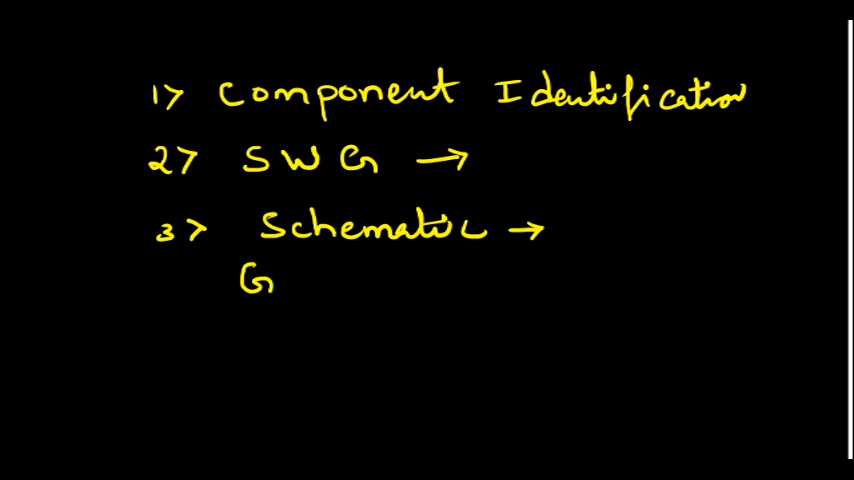 1> Component Identification
2> SWG →
3> Schematic →
G